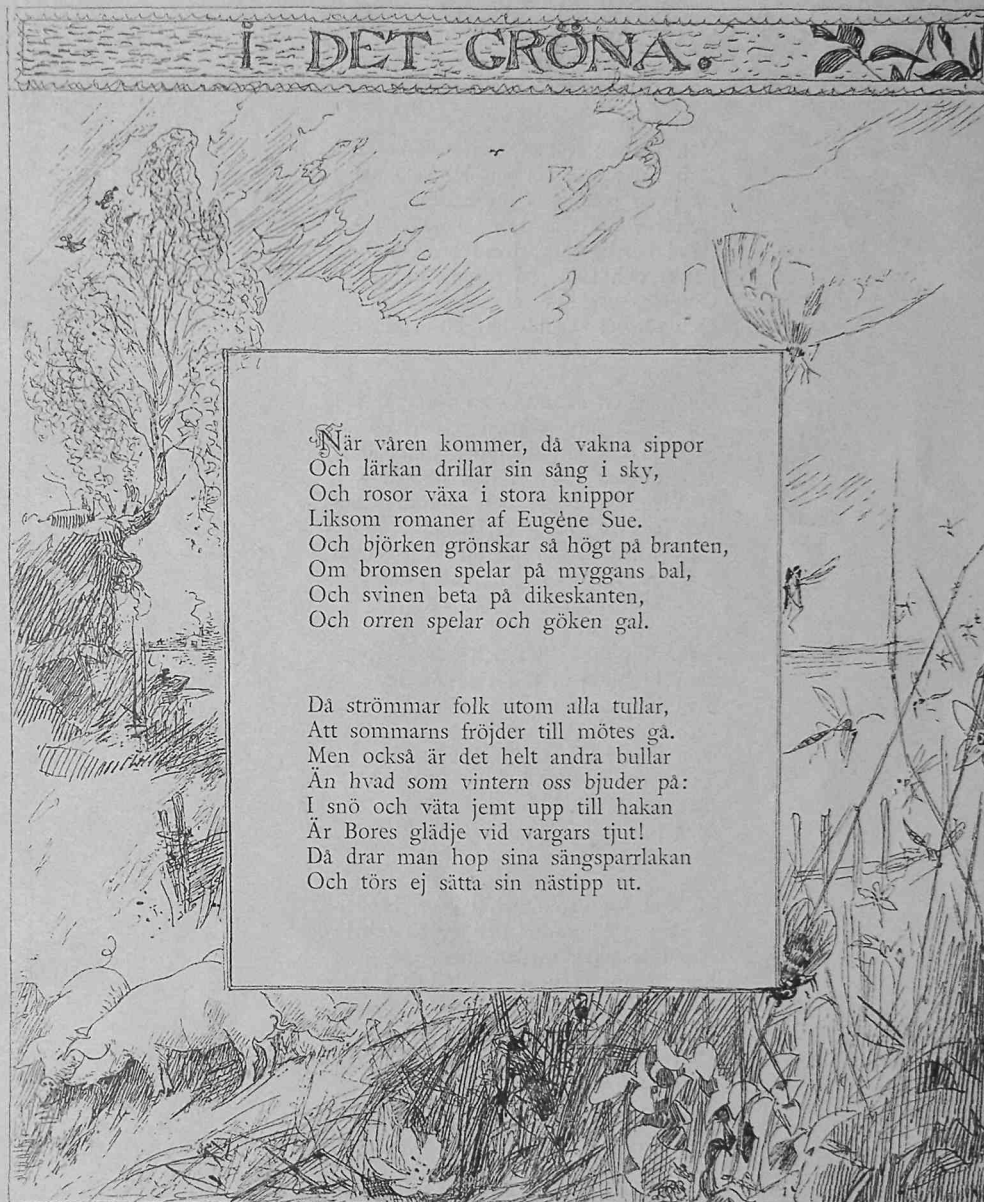 I DET GRÖNA.
När våren kommer, då vakna sippor
Och lärkan drillar sin sång i sky,
Och rosor växa i stora knippor
Liksom romaner af Eugène Sue.
Och björken grönskar så högt på branten,
Om bromsen spelar på myggans bal,
Och svinen beta på dikeskanten,
Och orren spelar och göken gal.
Då strömmar folk utom alla tullar,
Att sommarns fröjder till mötes gå.
Men också är det helt andra bullar
Än hvad som vintern oss bjuder på:
I snö och väta jemt upp till hakan
Är Bores glädje vid vargars tjut!
Då drar man hop sina sängsparrlakan
Och törs ej sätta sin nästipp ut.